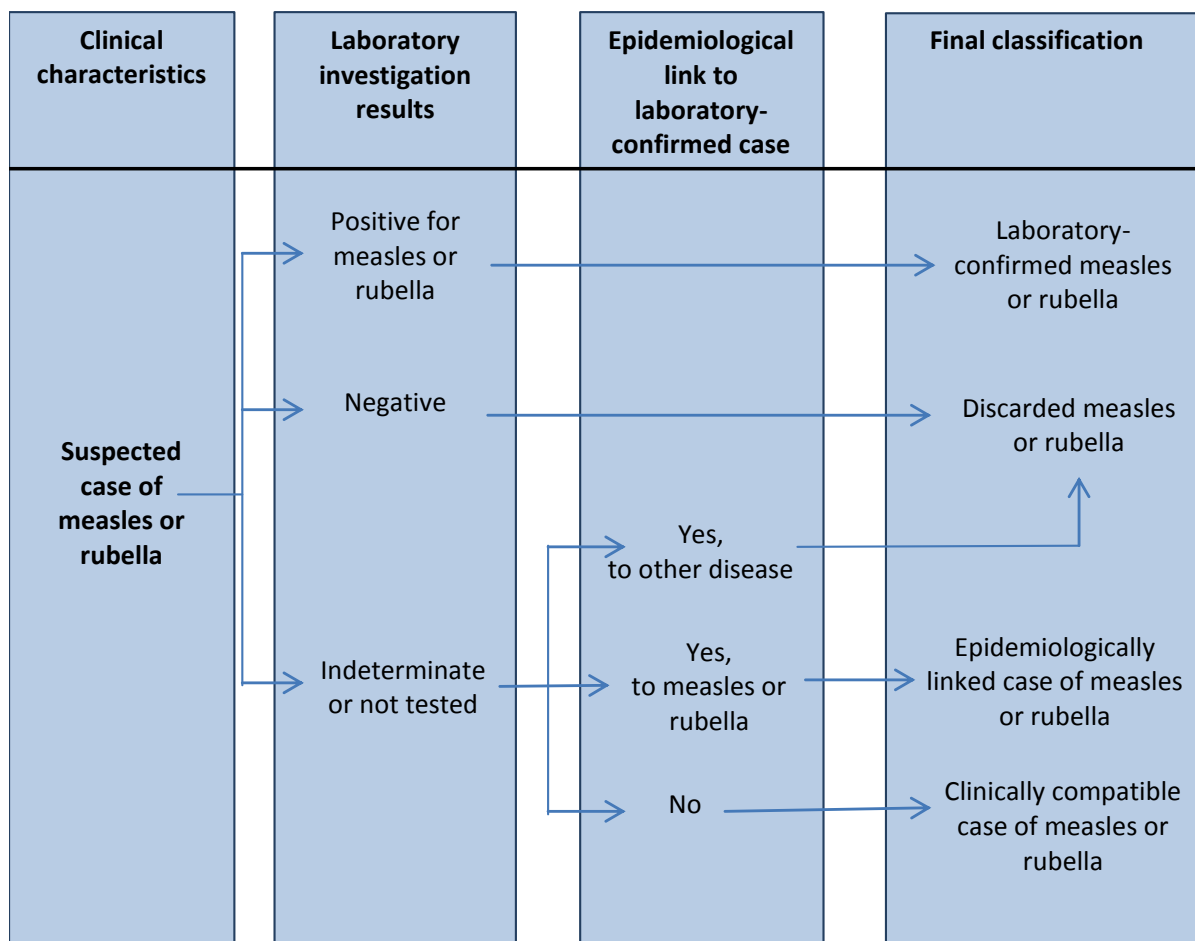 Clinical
characteristics
Laboratory
investigation
results
Epidemiological
link to
laboratory-
confirmed case
Final classification
Suspected
case of
measles or
rubella
Positive for
measles or
rubella
Negative
Indeterminate
or not tested
Yes,
to other disease
Yes,
to measles or
rubella
No
Laboratory-
confirmed measles
or rubella
Discarded measles
or rubella
Epidemiologically
linked case of measles
or rubella
Clinically compatible
case of measles or
rubella